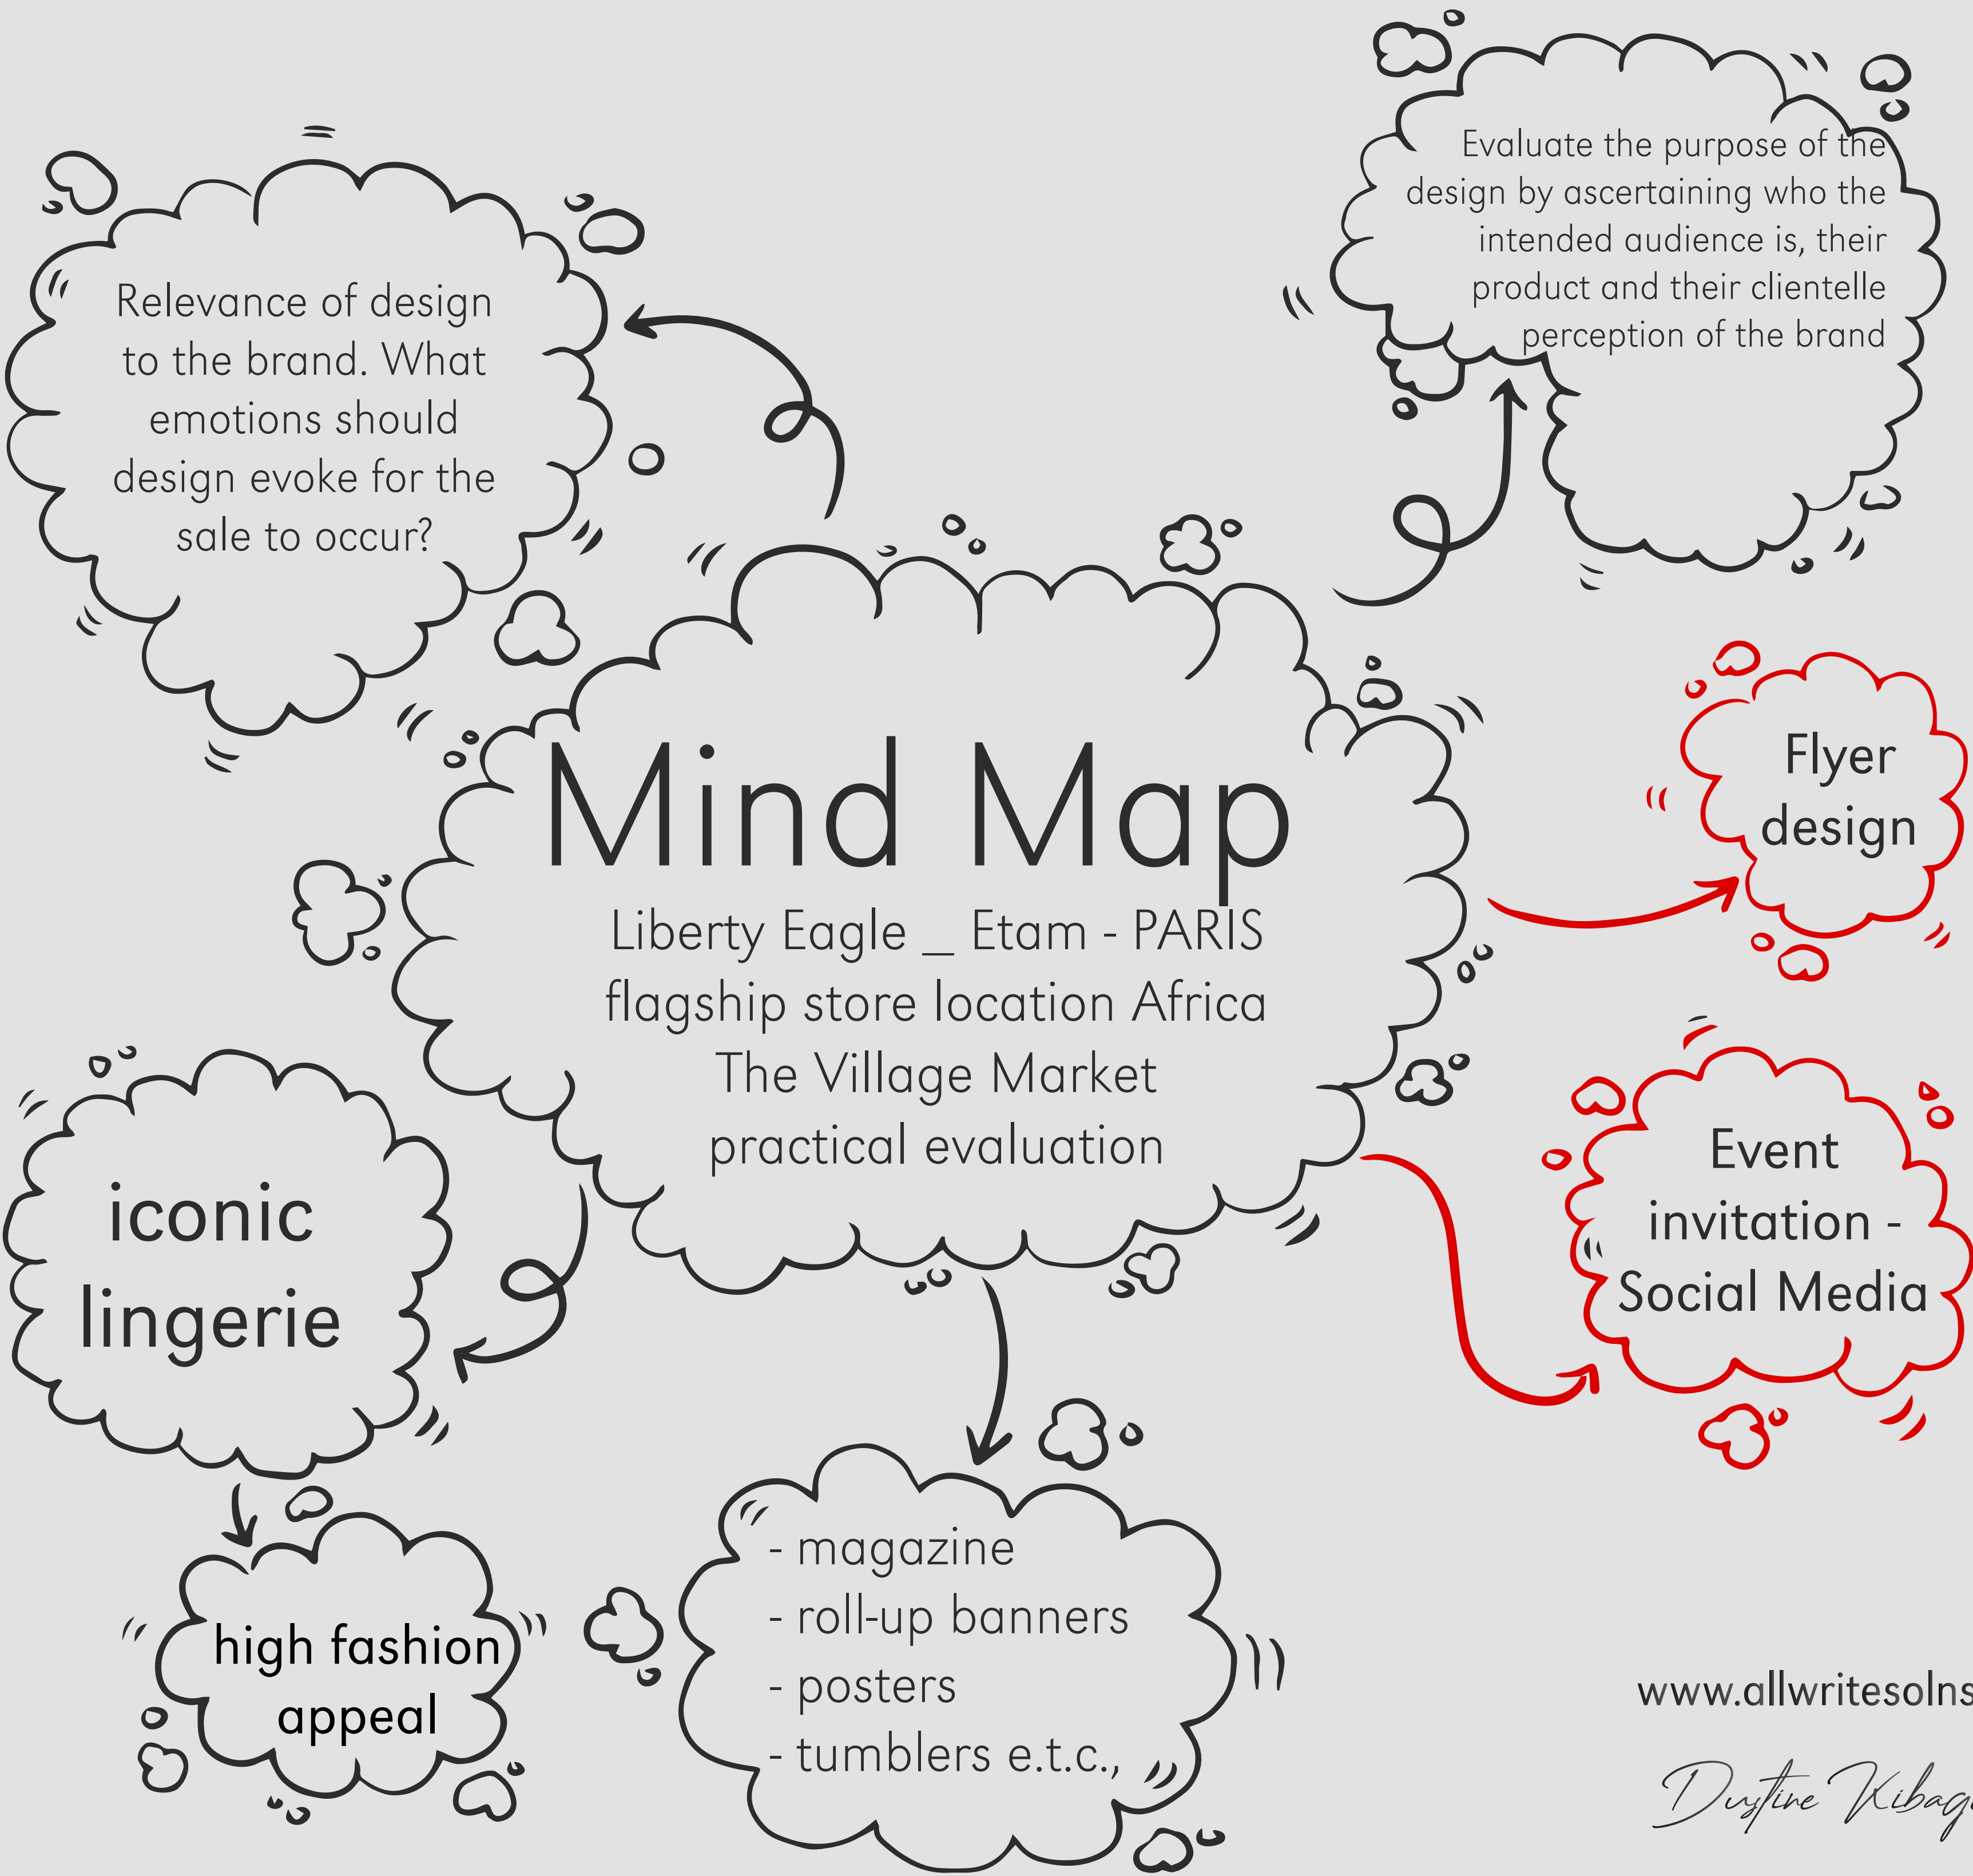 Evaluate the purpose of the
design by ascertaining who the
intended audience is, their
product and their clientelle
perception of the brand
Relevance of design
to the brand. What
emotions should
design evoke for the
sale to occur?
Mind Map
Liberty Eagle _ Etam - PARIS
flagship store location Africa
The Village Market
practical evaluation
Flyer
design
Event
invitation -
Social Media
iconic
lingerie
high fashion
appeal
- magazine
- roll-up banners
- posters
- tumblers e.t.c.,
www.allwritesolns
Dustine